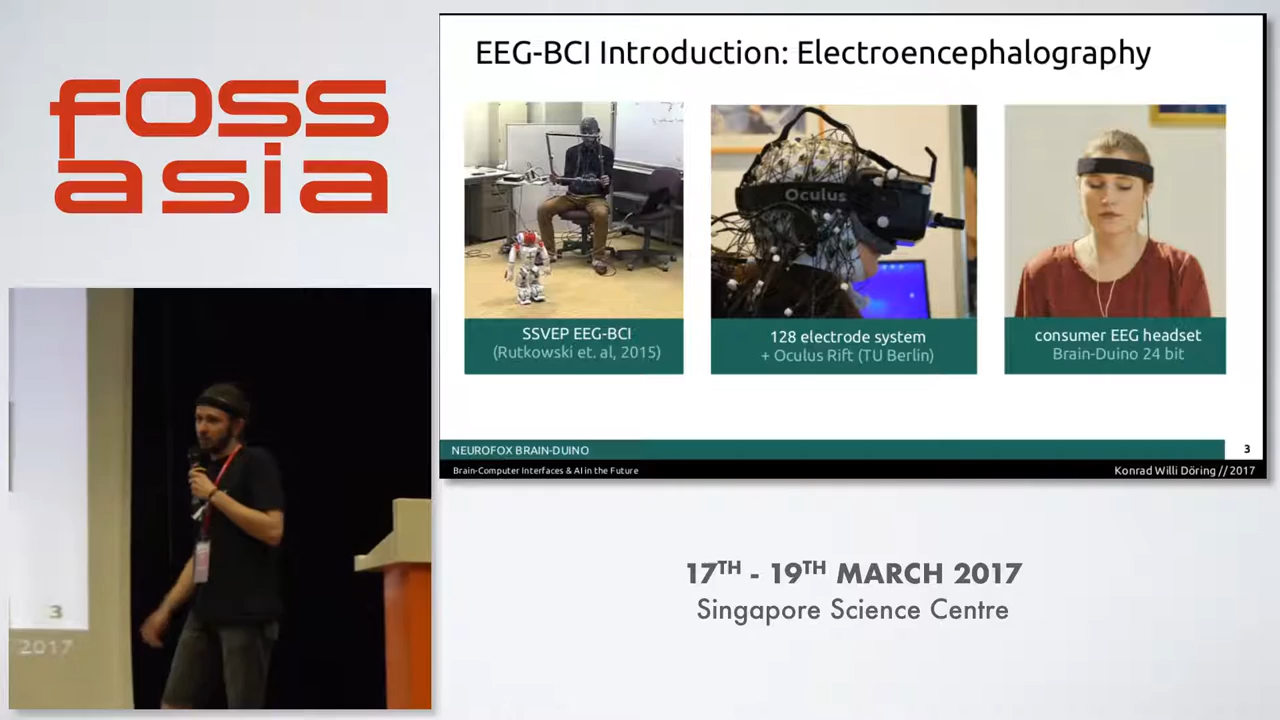 foss
asia
EEG-BCI Introduction: Electroencephalography
Oculus
SSVEP EEG-BCI
(Rutkowski et. al, 2015)
128 electrode system
+ Oculus Rift (TU Berlin)
consumer EEG headset
Brain-Duino 24 bit
NEUROFOX BRAIN-DUINO
3
Brain-Computer Interfaces & AI in the Future
Konrad Willi Döring // 2017
3
2017
17TH - 19TH MARCH 2017
Singapore Science Centre